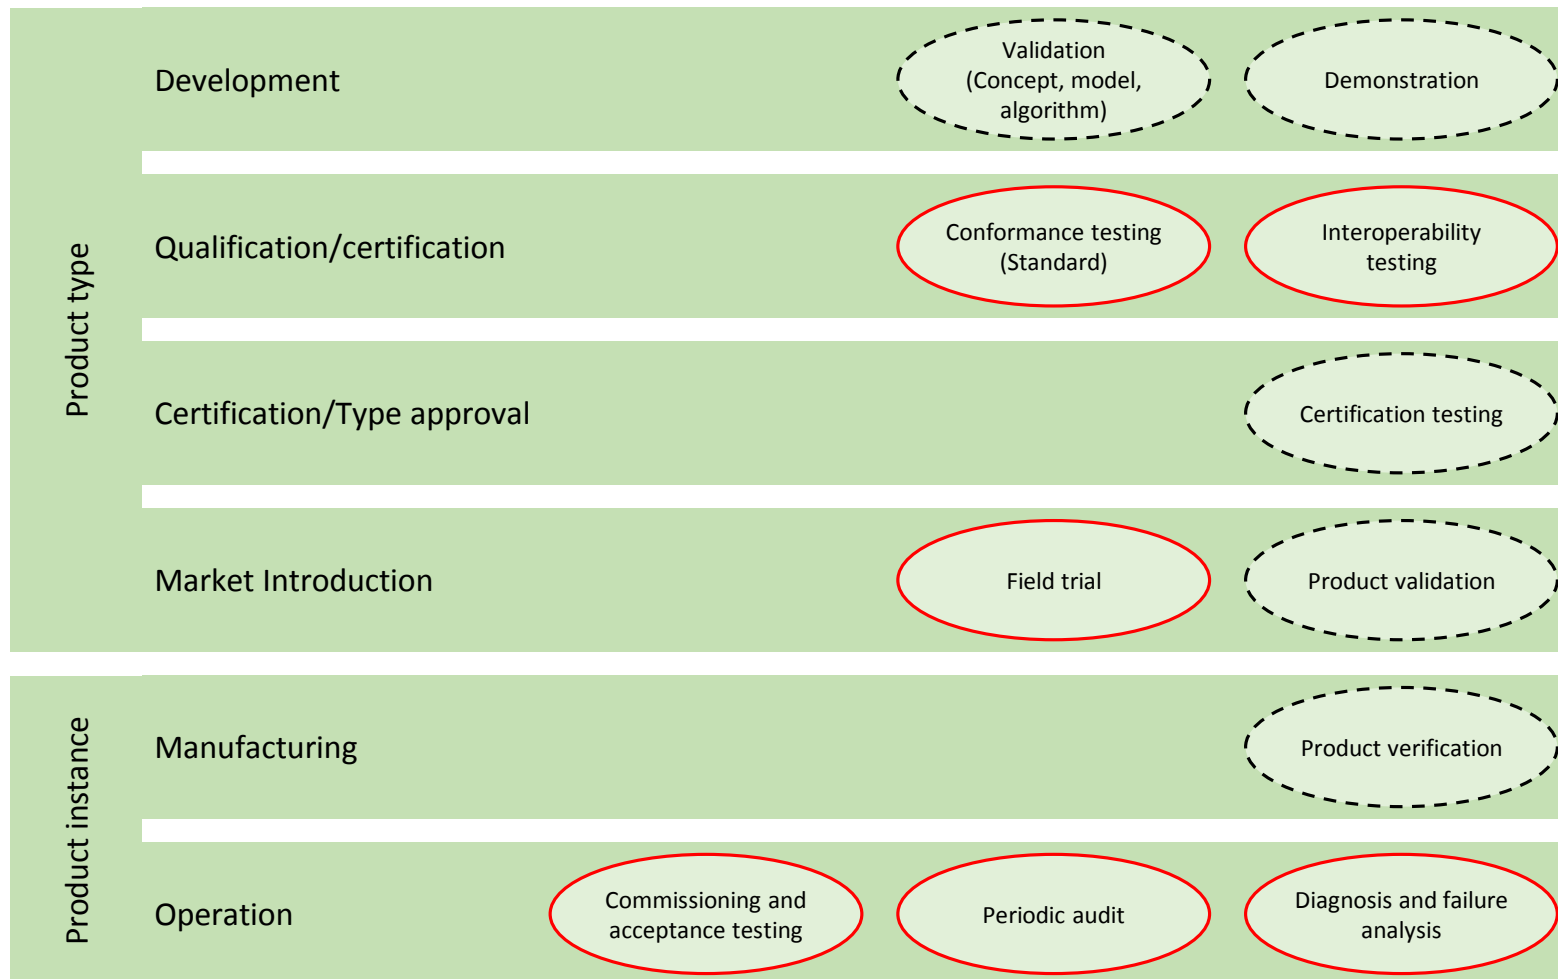 Product type
Development
Validation
(Concept, model,
algorithm)
Demonstration
Qualification/certification
Conformance testing
(Standard)
Interoperability
testing
Certification/Type approval
Certification testing
Market Introduction
Field trial
Product validation
Product instance
Manufacturing
Product verification
Operation
Commissioning and
acceptance testing
Periodic audit
Diagnosis and failure
analysis